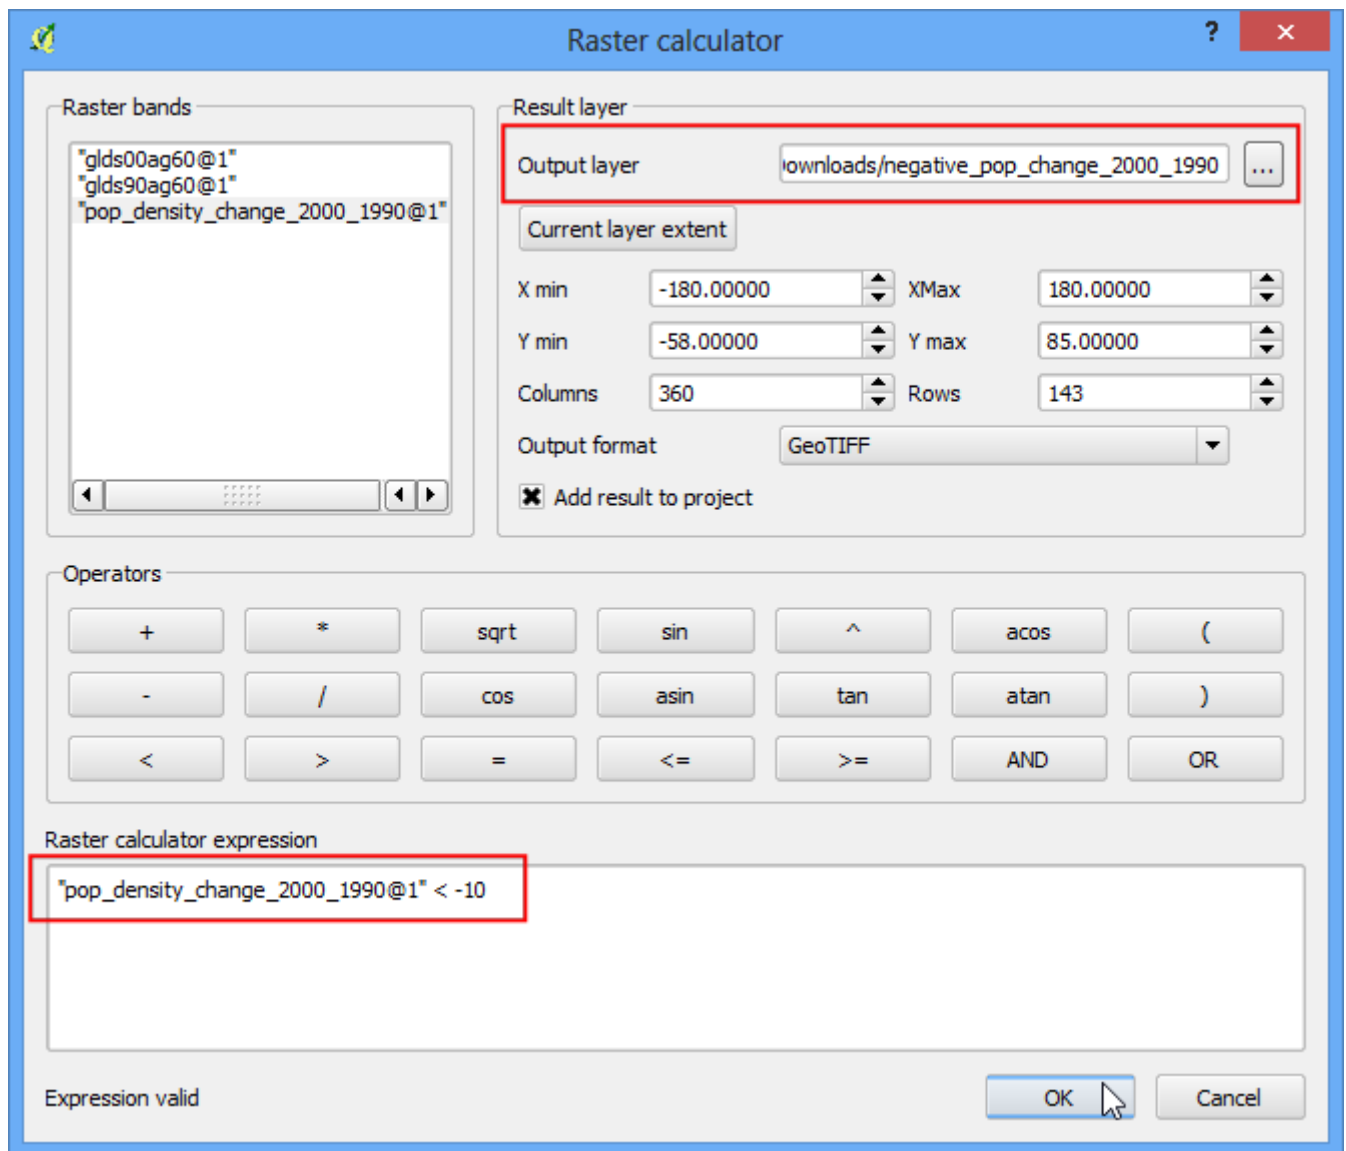 Raster calculator
?
Raster bands
"glds00ag60@1"
"glds90ag60@1"
"pop_density_change_2000_1990@1"
Result layer
Output layer
ownloads/negative_pop_change_2000_1990
...
Current layer extent
X min
-180.00000
XMax
180.00000
Y min
-58.00000
Y max
85.00000
Columns
360
Rows
143
Output format
GeoTIFF
Add result to project
Operators
+
*
sqrt
sin
^
acos
(
-
/
cos
asin
tan
atan
)
<
>
=
<=
>=
AND
OR
Raster calculator expression
"pop_density_change_2000_1990@1" < -10
Expression valid
OK
Cancel